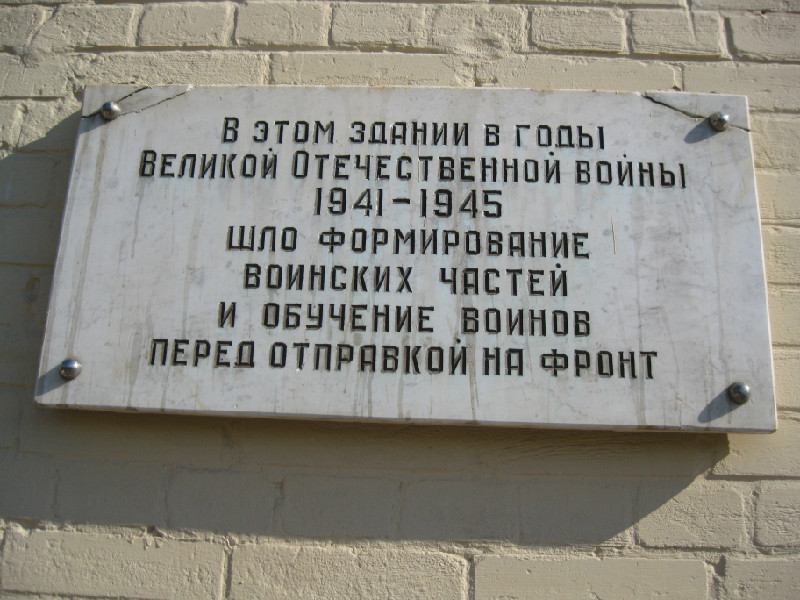 В ЭТОМ ЗДАНИИ В ГОДЫ
ВЕЛИКОЙ ОТЕЧЕСТВЕННОЙ ВОЙНЫ
1941-1945
ШЛО ФОРМИРОВАНИЕ
ВОИНСКИХ ЧАСТЕЙ
И ОБУЧЕНИЕ ВОИНОВ
ПЕРЕД ОТПРАВКОЙ НА ФРОНТ